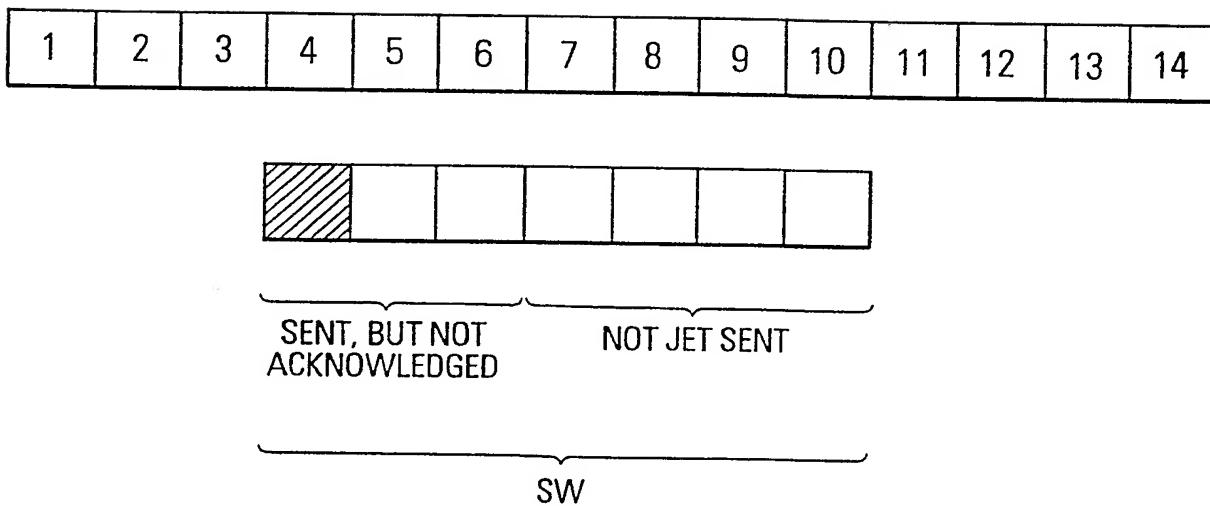 1 2 3 4 5 6 7 8 9 10 11 12 13 14
SENT, BUT NOT
ACKNOWLEDGED
NOT JET SENT
SW